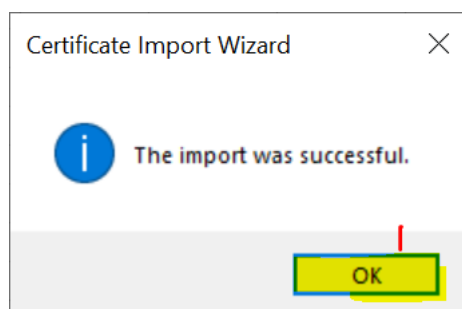 Certificate Import Wizard
The import was successful.
OK